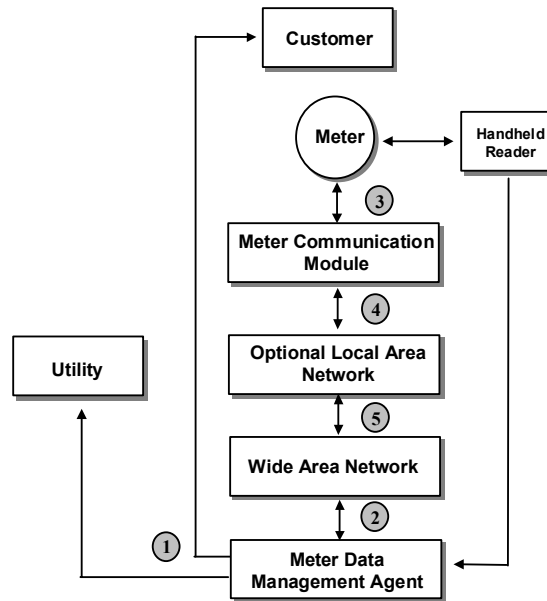 Customer
Meter
Handheld
Reader
3
Meter Communication
Module
4
Optional Local Area
Network
Utility
5
Wide Area Network
2
1
Meter Data
Management Agent